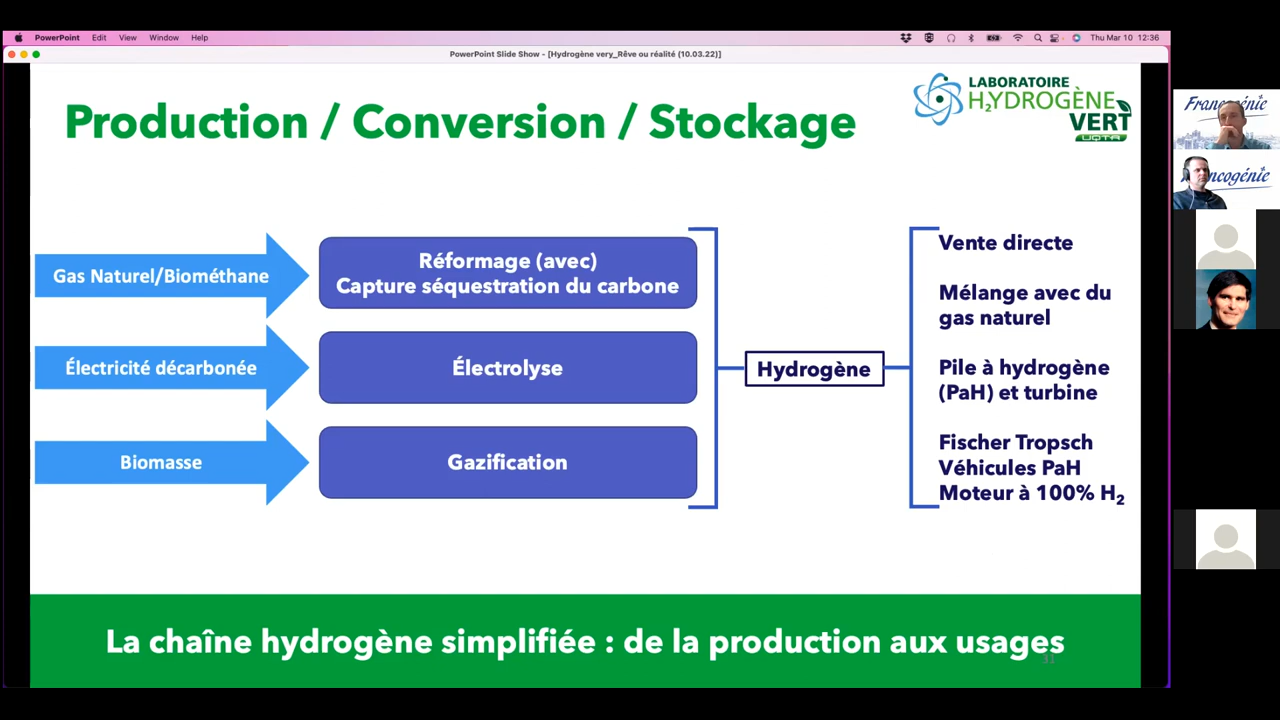 PowerPoint Edit View Window Help
Thu Mar 10 12:36
PowerPoint Slide Show - [Hydrogène very_Rêve ou réalité (10.03.22)]
Production / Conversion / Stockage
LABORATOIRE
H2YDROGÈNE
VERT
UQTR
Gas Naturel/Biométhane
Réformage (avec)
Capture séquestration du carbone
Électricité décarbonée
Électrolyse
Biomasse
Gazification
Hydrogène
Vente directe
Mélange avec du
gas naturel
Pile à hydrogène
(PaH) et turbine
Fischer Tropsch
Véhicules PaH
Moteur à 100% H2
La chaîne hydrogène simplifiée : de la production aux usages
31